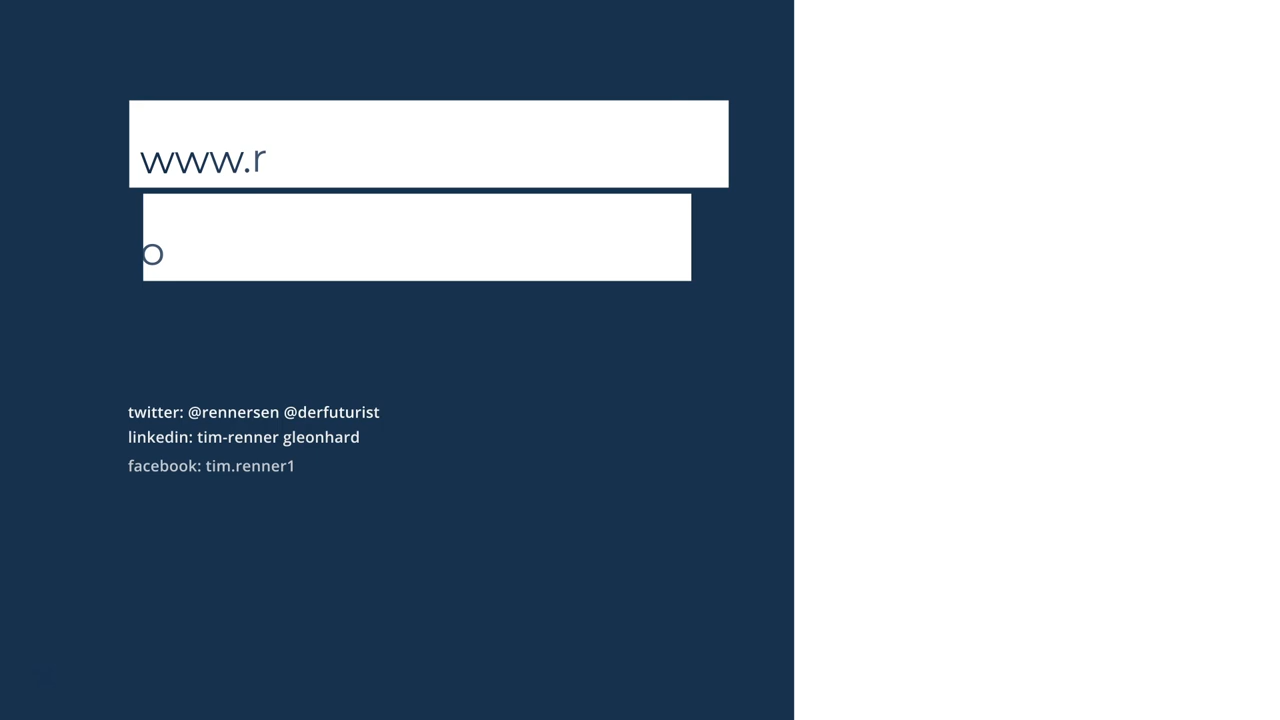 www.r
o
twitter: @rennersen @derfuturist
linkedin: tim-renner gleonhard
facebook: tim.renner1